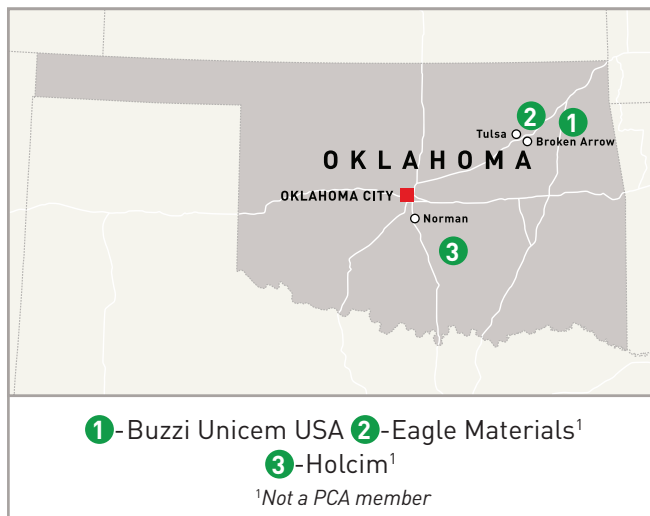 2
1
Tulsa
Broken Arrow
OKLAHOMA
OKLAHOMA CITY
Norman
3
1-Buzzi Unicem USA 2-Eagle Materials¹
3-Holcim¹
¹Not a PCA member